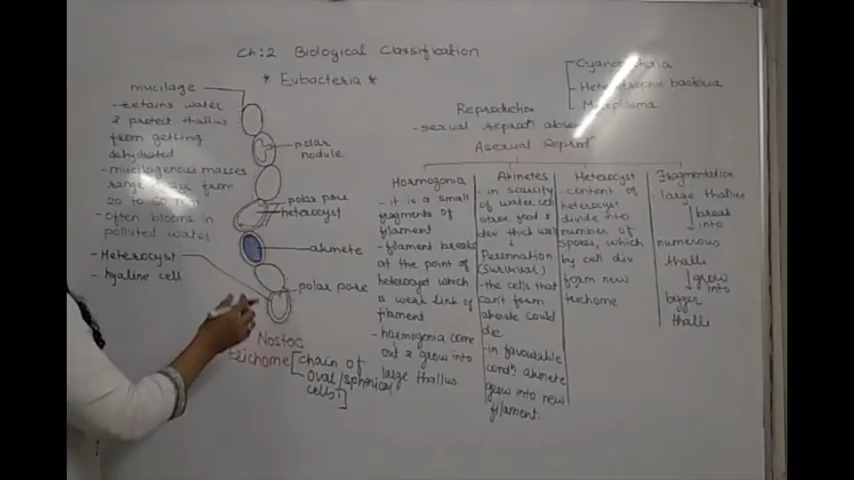 Ch:2 Biological Classification
* Eubacteria *
Cyanobacteria
Heterotrophic bacteria
Mycoplasma
mucilage
- retains water
& protect thallus
from getting
dehydrated
- mucilagenous masses
range size from
20 to 60 mm
- Often blooms in
polluted water
- Heterocyst
- hyaline cell
polar
nodule
polar pore
heterocyst
akinete
polar pore
Nostoc
trichome [chain of
oval/spherical
cells]
Reproduction
- sexual reprodn absent
Asexual Reprodn
Hormogonia
- it is a small
fragments of
filament
- filament breaks
at the point of
heterocyst which
is weak link of
filament
- hormogonia come
out & grow into
large thallus
Akinetes
- in scarcity
of water, cell
store food &
dev thick wall
↓
Perennation
(survival)
- the cells that
can't form
akinete could
die
- in favourable
condn akinete
grow into new
filament.
Heterocyst
- content of
heterocyst
divide into
number of
spores, which
by cell div
form new
trichome
Fragmentation
- large thallus
↓ break
into
numerous
thalli
↓ grow
into
bigger
thalli